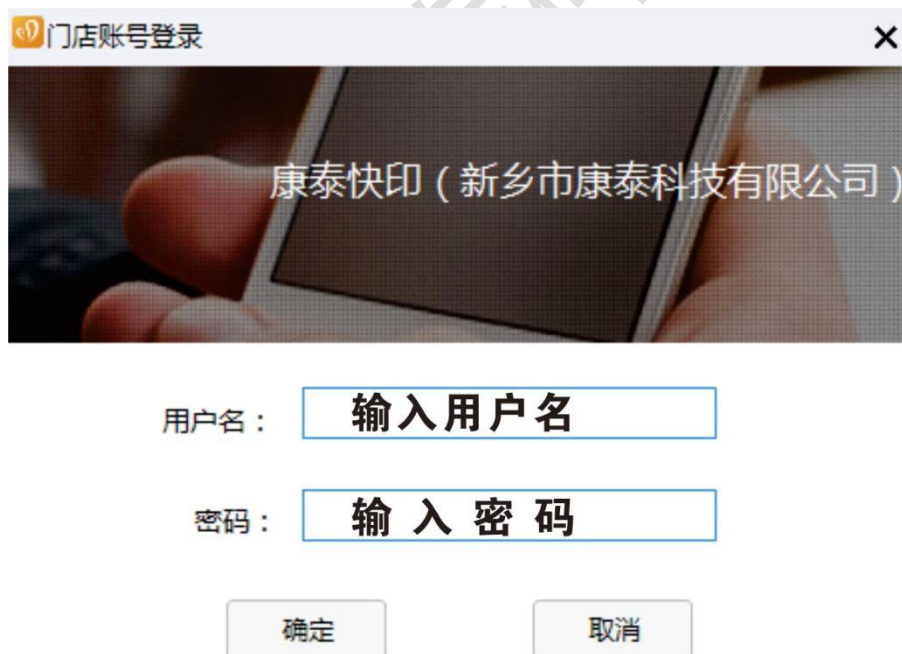 门店账号登录
康泰快印（新乡市康泰科技有限公司）
用户名： 输入用户名
密码： 输入密码
确定 取消